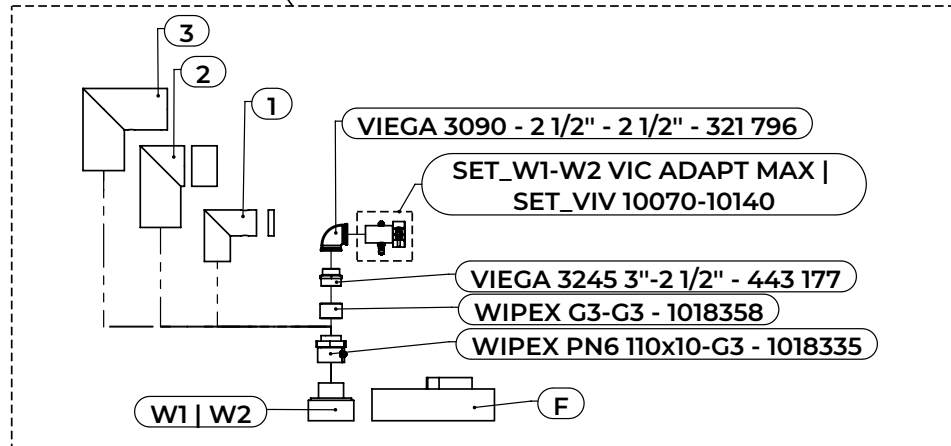 3
2
1
VIEGA 3090 - 2 1/2" - 2 1/2" - 321 796
SET_W1-W2 VIC ADAPT MAX |
SET_VIV 10070-10140
VIEGA 3245 3"-2 1/2" - 443 177
WIPEX G3-G3 - 1018358
WIPEX PN6 110x10-G3 - 1018335
W1 | W2
F